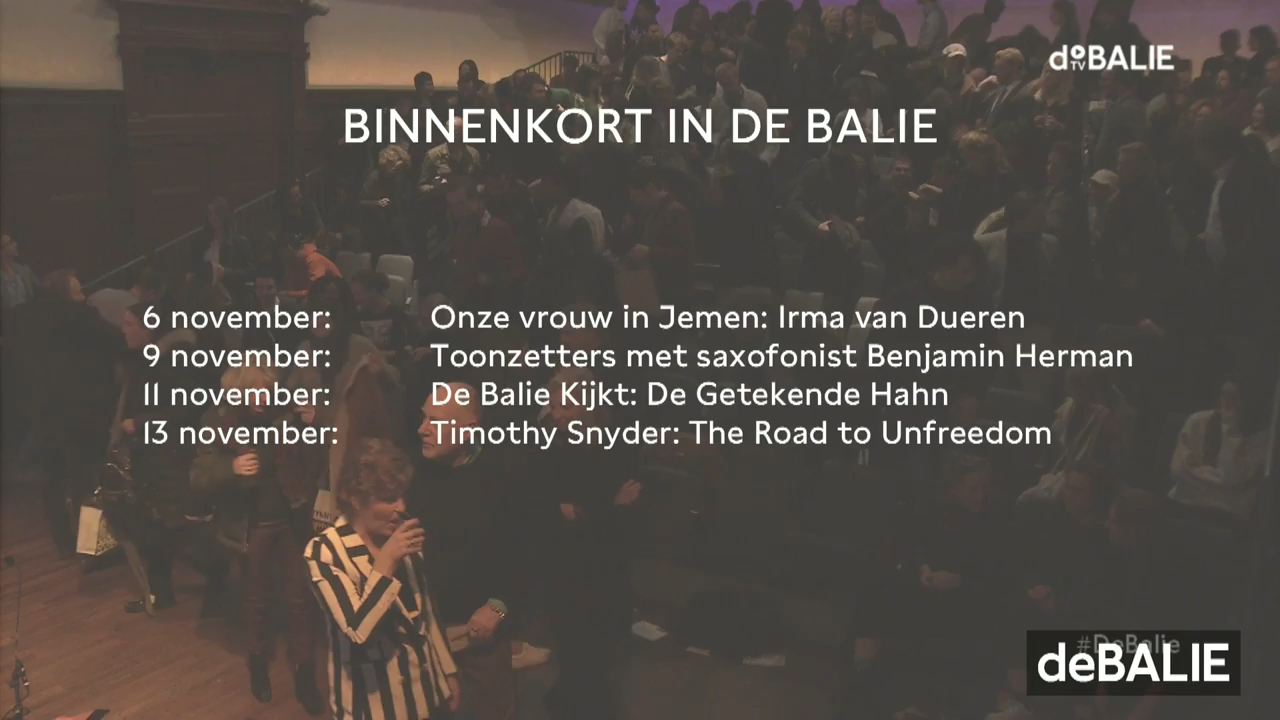 doBALIE
TV
BINNENKORT IN DE BALIE
6 november: Onze vrouw in Jemen: Irma van Dueren
9 november: Toonzetters met saxofonist Benjamin Herman
11 november: De Balie Kijkt: De Getekende Hahn
13 november: Timothy Snyder: The Road to Unfreedom
#DeBalie
deBALIE